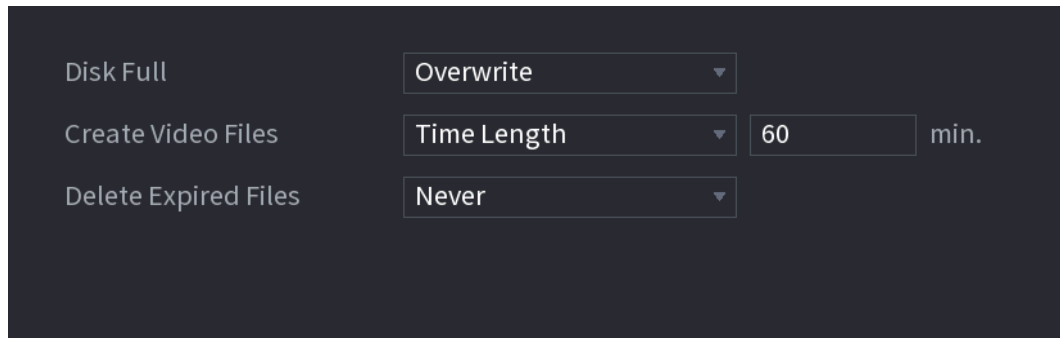 Disk Full Overwrite
Create Video Files Time Length 60 min.
Delete Expired Files Never